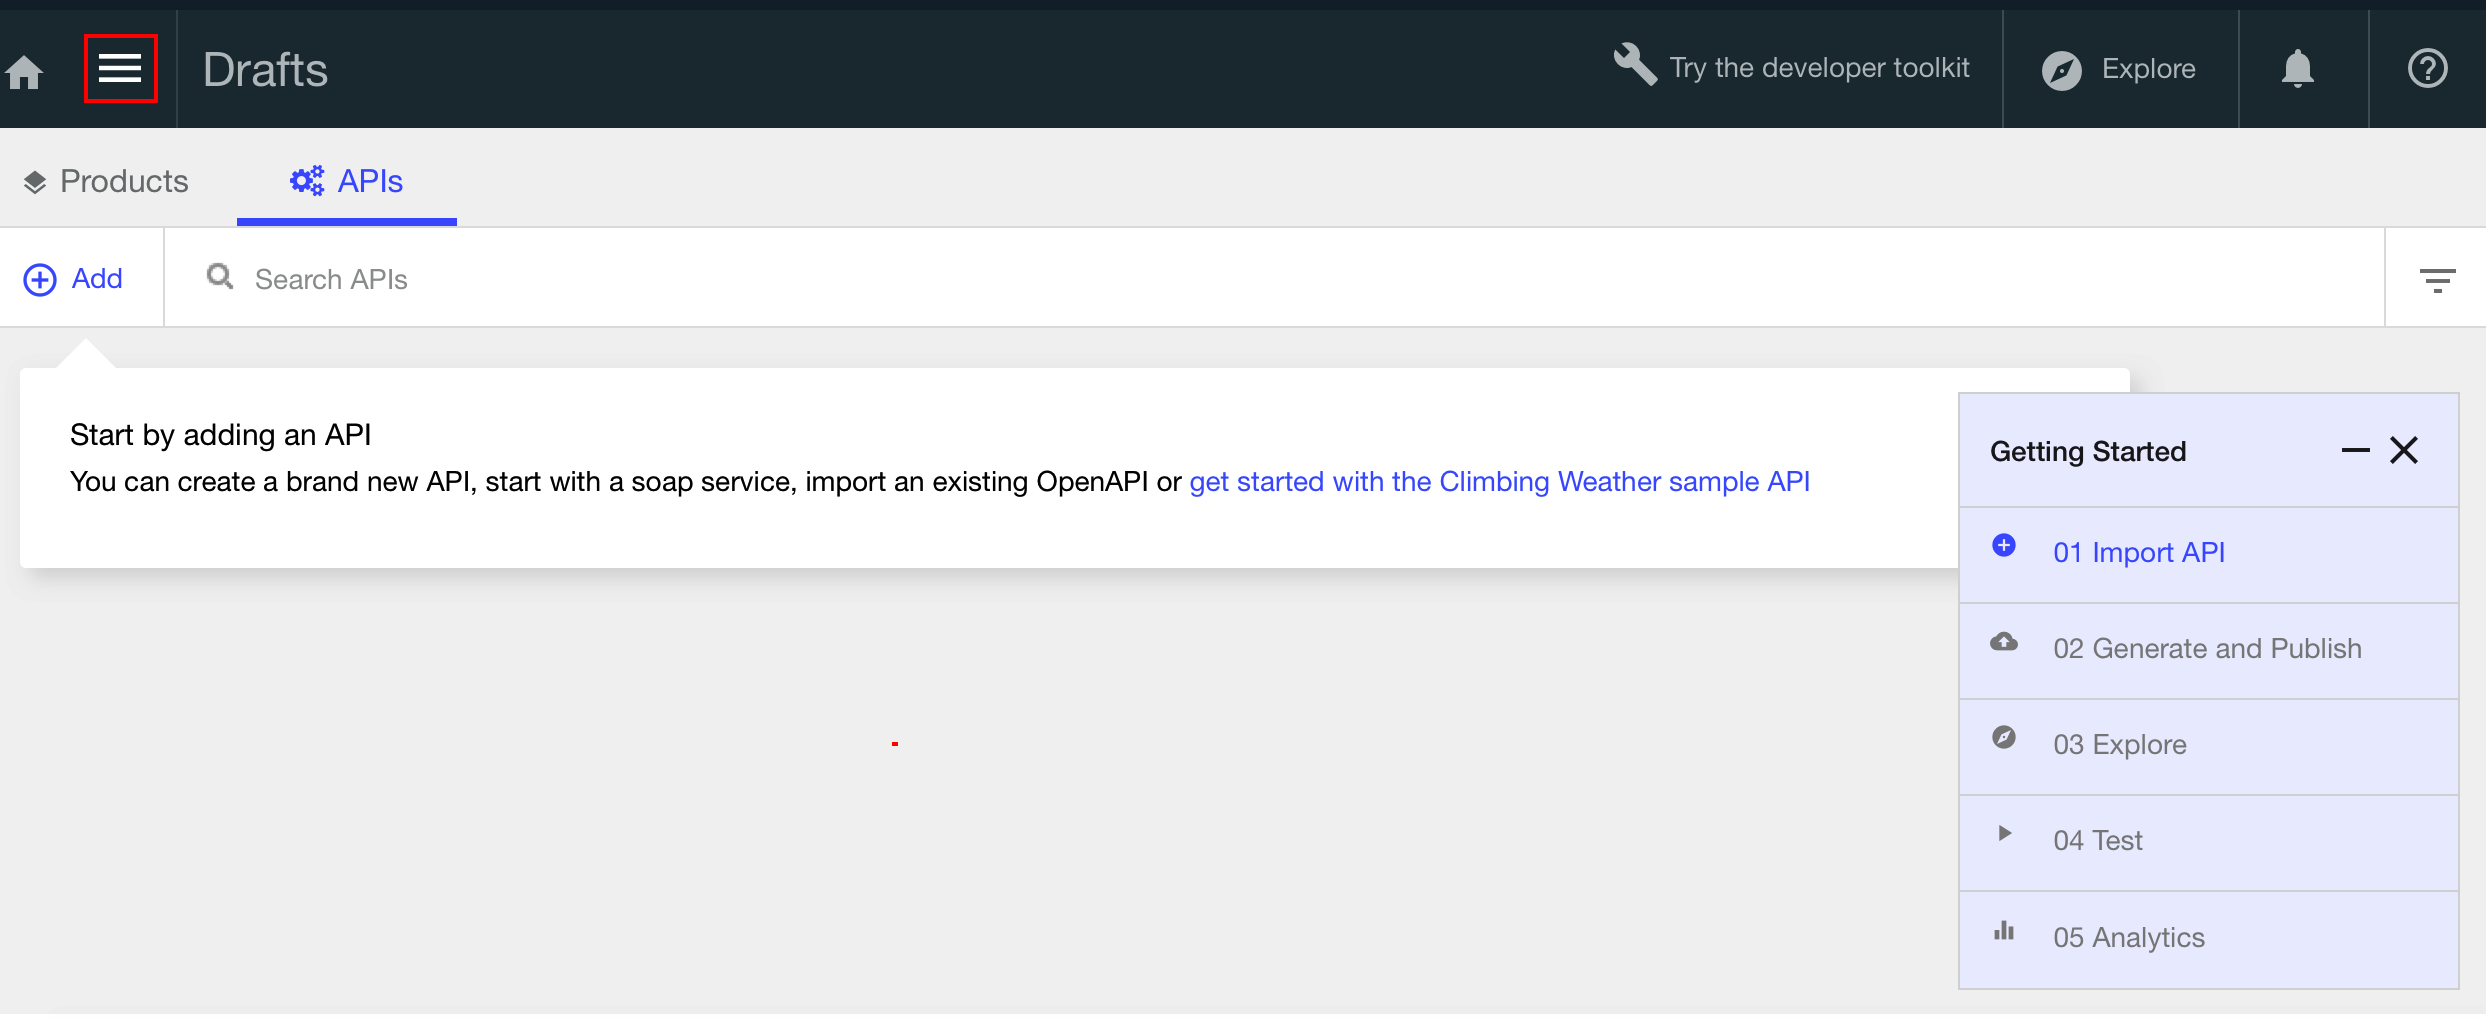 Drafts
Try the developer toolkit
Explore
Products
APIs
Add
Search APIs
Start by adding an API
You can create a brand new API, start with a soap service, import an existing OpenAPI or get started with the Climbing Weather sample API
Getting Started
01 Import API
02 Generate and Publish
03 Explore
04 Test
05 Analytics